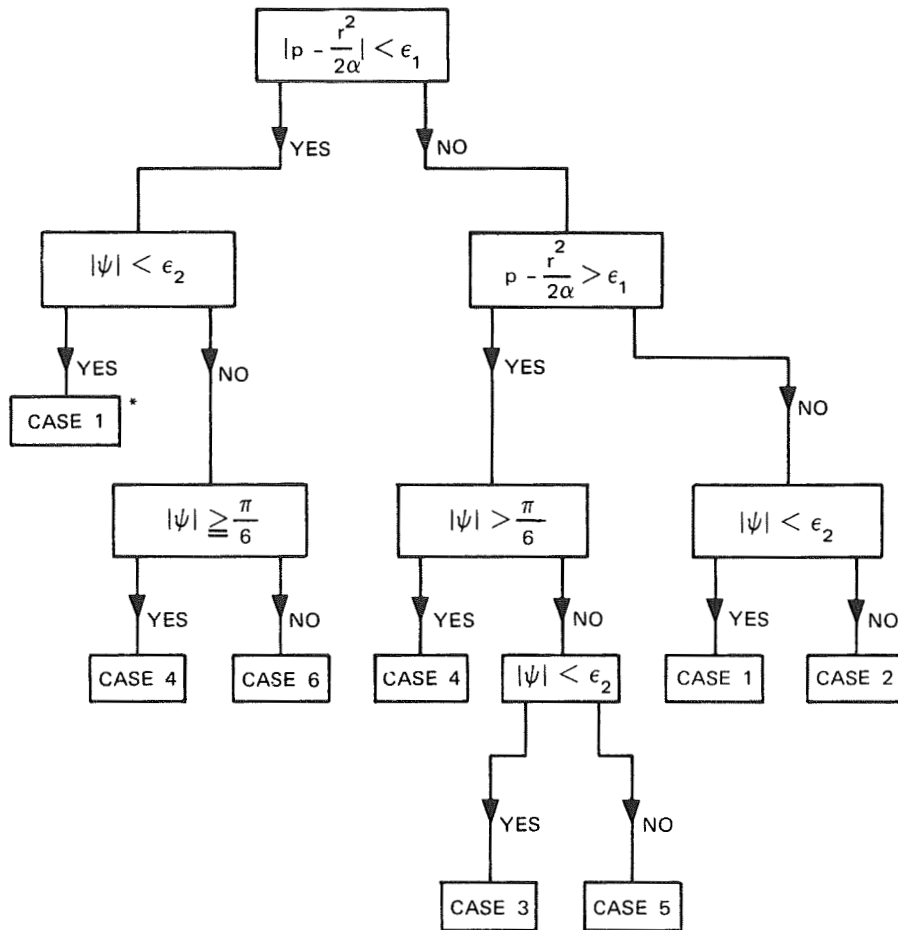 |p - r²/2α| < ϵ₁
YES
NO
|ψ| < ϵ₂
p - r²/2α > ϵ₁
YES
NO
YES
NO
CASE 1 *
|ψ| ≧ π/6
|ψ| > π/6
|ψ| < ϵ₂
YES
NO
YES
NO
YES
NO
CASE 4
CASE 6
CASE 4
|ψ| < ϵ₂
CASE 1
CASE 2
YES
NO
CASE 3
CASE 5